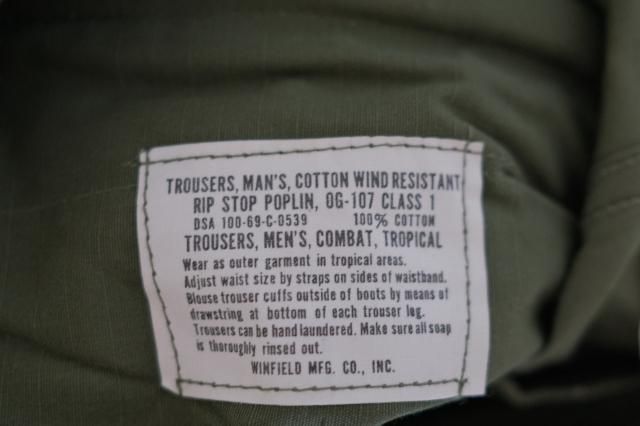 TROUSERS, MAN'S, COTTON WIND RESISTANT
RIP STOP POPLIN, OG-107 CLASS 1
DSA 100-69-C-0539 100% COTTON
TROUSERS, MEN'S, COMBAT, TROPICAL
Wear as outer garment in tropical areas.
Adjust waist size by straps on sides of waistband.
Blouse trouser cuffs outside of boots by means of
drawstring at bottom of each trouser leg.
Trousers can be hand laundered. Make sure all soap
is thoroughly rinsed out.
WINFIELD MFG. CO., INC.